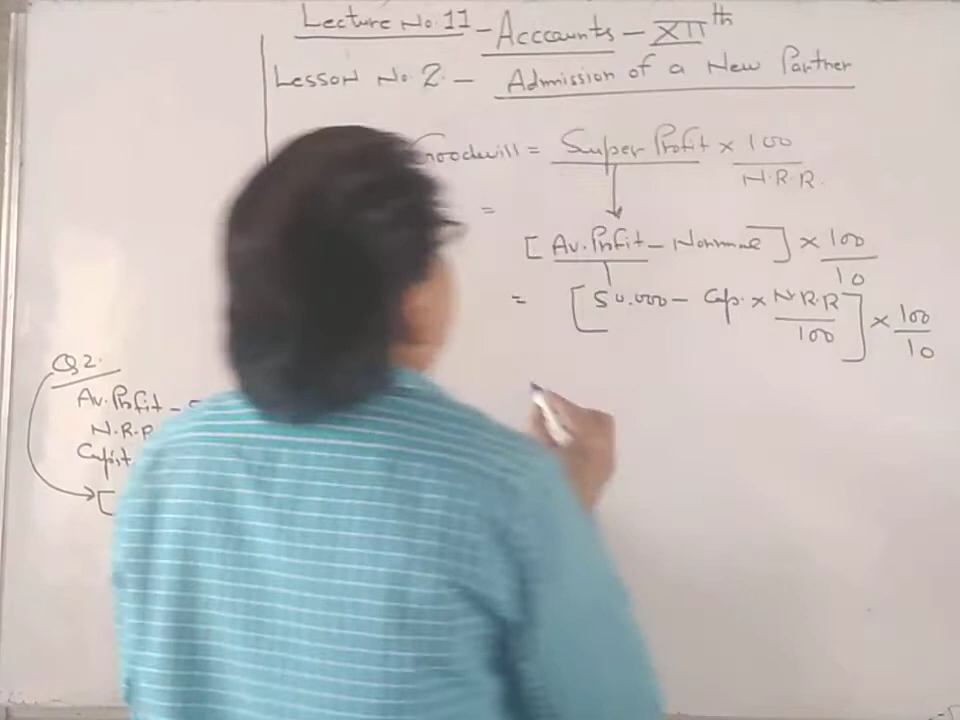 Lecture No. 11 - Acccounts - XIIth
Lesson No. 2. - Admission of a New Partner
Goodwill = Super Profit × 100 / N.R.R.
= [Av. Profit - Nonmal] × 100 / 10
= [50,000 - Cap. × N.R.R / 100] × 100 / 10
Q2.
Av. Profit -
N.R.R
Capit
[